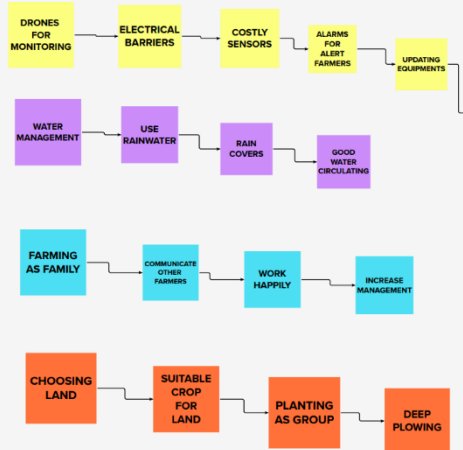 DRONES
FOR
MONITORING
ELECTRICAL
BARRIERS
COSTLY
SENSORS
ALARMS
FOR
ALERT
FARMERS
UPDATING
EQUIPMENTS
WATER
MANAGEMENT
USE
RAINWATER
RAIN
COVERS
GOOD
WATER
CIRCULATING
FARMING
AS FAMILY
COMMUNICATE
OTHER
FARMERS
WORK
HAPPILY
INCREASE
MANAGEMENT
CHOOSING
LAND
SUITABLE
CROP
FOR
LAND
PLANTING
AS GROUP
DEEP
PLOWING